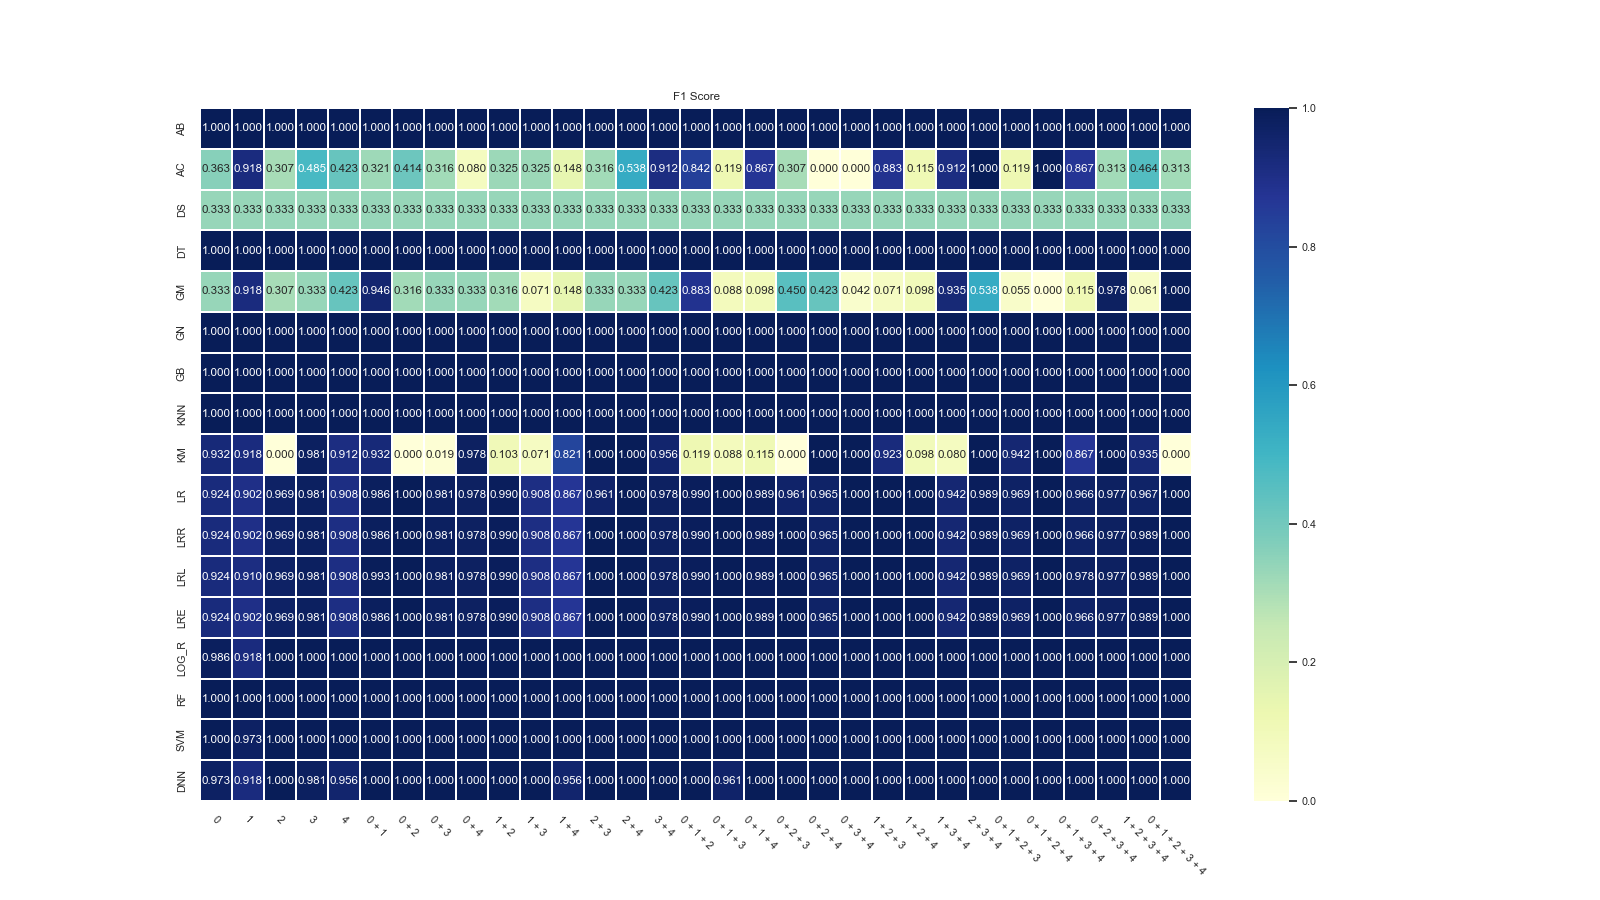 F1 Score
AB 1.000 1.000 1.000 1.000 1.000 1.000 1.000 1.000 1.000 1.000 1.000 1.000 1.000 1.000 1.000 1.000 1.000 1.000 1.000 1.000 1.000 1.000 1.000 1.000 1.000 1.000 1.000 1.000 1.000 1.000 1.000
AC 0.363 0.918 0.307 0.485 0.423 0.321 0.414 0.316 0.080 0.325 0.325 0.148 0.316 0.538 0.912 0.842 0.119 0.867 0.307 0.000 0.000 0.883 0.115 0.912 1.000 0.119 1.000 0.867 0.313 0.464 0.313
DS 0.333 0.333 0.333 0.333 0.333 0.333 0.333 0.333 0.333 0.333 0.333 0.333 0.333 0.333 0.333 0.333 0.333 0.333 0.333 0.333 0.333 0.333 0.333 0.333 0.333 0.333 0.333 0.333 0.333 0.333 0.333
DT 1.000 1.000 1.000 1.000 1.000 1.000 1.000 1.000 1.000 1.000 1.000 1.000 1.000 1.000 1.000 1.000 1.000 1.000 1.000 1.000 1.000 1.000 1.000 1.000 1.000 1.000 1.000 1.000 1.000 1.000 1.000
GM 0.333 0.918 0.307 0.333 0.423 0.946 0.316 0.333 0.333 0.316 0.071 0.148 0.333 0.333 0.423 0.883 0.088 0.098 0.450 0.423 0.042 0.071 0.098 0.935 0.538 0.055 0.000 0.115 0.978 0.061 1.000
GN 1.000 1.000 1.000 1.000 1.000 1.000 1.000 1.000 1.000 1.000 1.000 1.000 1.000 1.000 1.000 1.000 1.000 1.000 1.000 1.000 1.000 1.000 1.000 1.000 1.000 1.000 1.000 1.000 1.000 1.000 1.000
GB 1.000 1.000 1.000 1.000 1.000 1.000 1.000 1.000 1.000 1.000 1.000 1.000 1.000 1.000 1.000 1.000 1.000 1.000 1.000 1.000 1.000 1.000 1.000 1.000 1.000 1.000 1.000 1.000 1.000 1.000 1.000
KNN 1.000 1.000 1.000 1.000 1.000 1.000 1.000 1.000 1.000 1.000 1.000 1.000 1.000 1.000 1.000 1.000 1.000 1.000 1.000 1.000 1.000 1.000 1.000 1.000 1.000 1.000 1.000 1.000 1.000 1.000 1.000
KM 0.932 0.918 0.000 0.981 0.912 0.932 0.000 0.019 0.978 0.103 0.071 0.821 1.000 1.000 0.956 0.119 0.088 0.115 0.000 1.000 1.000 0.923 0.098 0.080 1.000 0.942 1.000 0.867 1.000 0.935 0.000
LR 0.924 0.902 0.969 0.981 0.908 0.986 1.000 0.981 0.978 0.990 0.908 0.867 0.961 1.000 0.978 0.990 1.000 0.989 0.961 0.965 1.000 1.000 1.000 0.942 0.989 0.969 1.000 0.966 0.977 0.967 1.000
LRR 0.924 0.902 0.969 0.981 0.908 0.986 1.000 0.981 0.978 0.990 0.908 0.867 1.000 1.000 0.978 0.990 1.000 0.989 1.000 0.965 1.000 1.000 1.000 0.942 0.989 0.969 1.000 0.966 0.977 0.989 1.000
LRL 0.924 0.910 0.969 0.981 0.908 0.993 1.000 0.981 0.978 0.990 0.908 0.867 1.000 1.000 0.978 0.990 1.000 0.989 1.000 0.965 1.000 1.000 1.000 0.942 0.989 0.969 1.000 0.978 0.977 0.989 1.000
LRE 0.924 0.902 0.969 0.981 0.908 0.986 1.000 0.981 0.978 0.990 0.908 0.867 1.000 1.000 0.978 0.990 1.000 0.989 1.000 0.965 1.000 1.000 1.000 0.942 0.989 0.969 1.000 0.966 0.977 0.989 1.000
LOG_R 0.986 0.918 1.000 1.000 1.000 1.000 1.000 1.000 1.000 1.000 1.000 1.000 1.000 1.000 1.000 1.000 1.000 1.000 1.000 1.000 1.000 1.000 1.000 1.000 1.000 1.000 1.000 1.000 1.000 1.000 1.000
RF 1.000 1.000 1.000 1.000 1.000 1.000 1.000 1.000 1.000 1.000 1.000 1.000 1.000 1.000 1.000 1.000 1.000 1.000 1.000 1.000 1.000 1.000 1.000 1.000 1.000 1.000 1.000 1.000 1.000 1.000 1.000
SVM 1.000 0.973 1.000 1.000 1.000 1.000 1.000 1.000 1.000 1.000 1.000 1.000 1.000 1.000 1.000 1.000 1.000 1.000 1.000 1.000 1.000 1.000 1.000 1.000 1.000 1.000 1.000 1.000 1.000 1.000 1.000
DNN 0.973 0.918 1.000 0.981 0.956 1.000 1.000 1.000 1.000 1.000 1.000 0.956 1.000 1.000 1.000 1.000 0.961 1.000 1.000 1.000 1.000 1.000 1.000 1.000 1.000 1.000 1.000 1.000 1.000 1.000 1.000
0
1
2
3
4
0 + 1
0 + 2
0 + 3
0 + 4
1 + 2
1 + 3
1 + 4
2 + 3
2 + 4
3 + 4
0 + 1 + 2
0 + 1 + 3
0 + 1 + 4
0 + 2 + 3
0 + 2 + 4
0 + 3 + 4
1 + 2 + 3
1 + 2 + 4
1 + 3 + 4
2 + 3 + 4
0 + 1 + 2 + 3
0 + 1 + 2 + 4
0 + 1 + 3 + 4
0 + 2 + 3 + 4
1 + 2 + 3 + 4
0 + 1 + 2 + 3 + 4
1.0
0.8
0.6
0.4
0.2
0.0